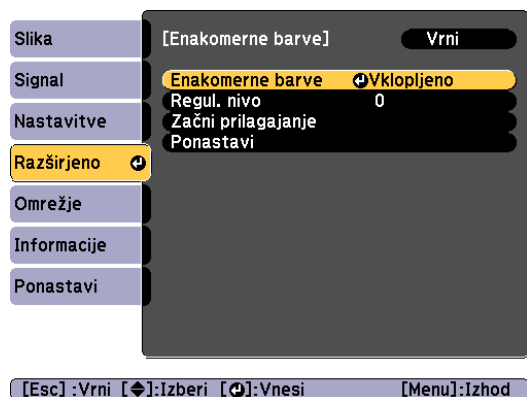 Slika
Signal
Nastavitve
Razširjeno
Omrežje
Informacije
Ponastavi
[Enakomerne barve] Vrni
Enakomerne barve Vklopljeno
Regul. nivo 0
Začni prilagajanje
Ponastavi
[Esc] :Vrni [◆]:Izberi [↵]:Vnesi [Menu]:Izhod